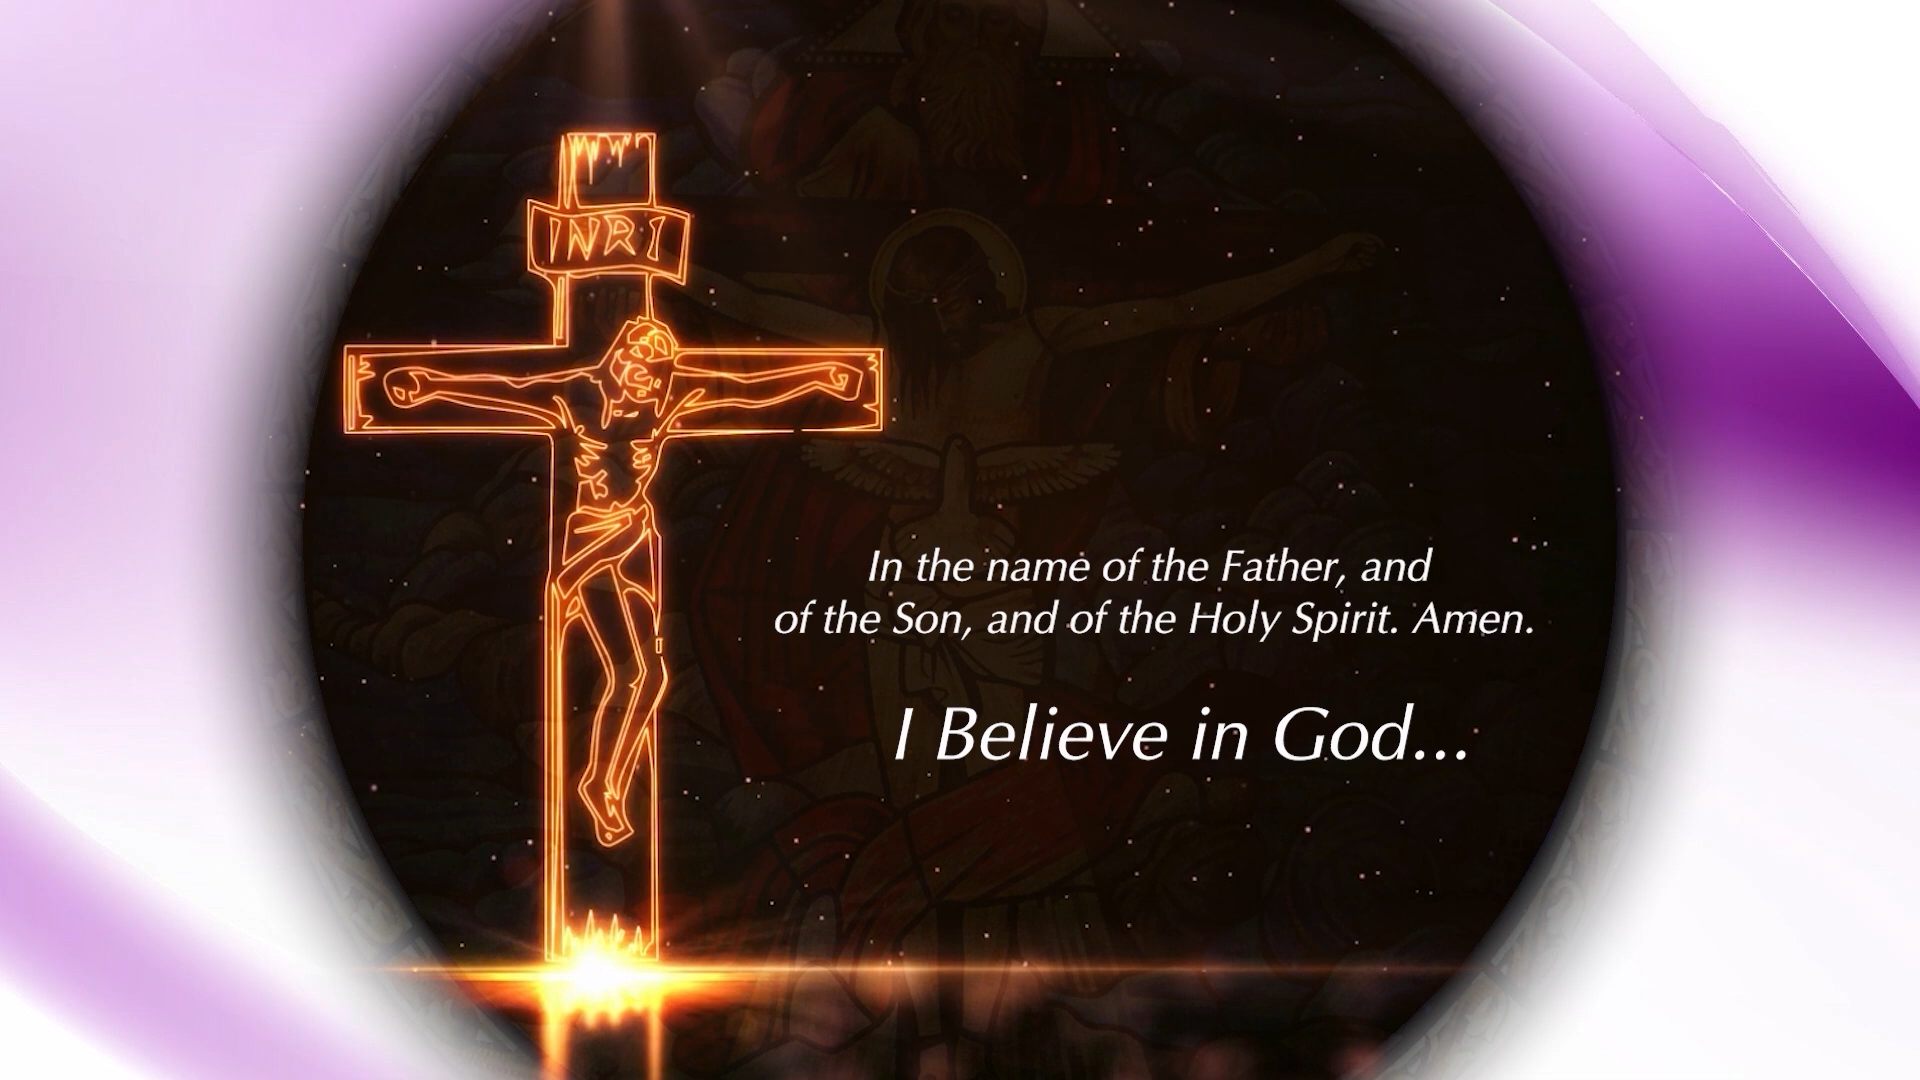 INRI
In the name of the Father, and
of the Son, and of the Holy Spirit. Amen.
I Believe in God...